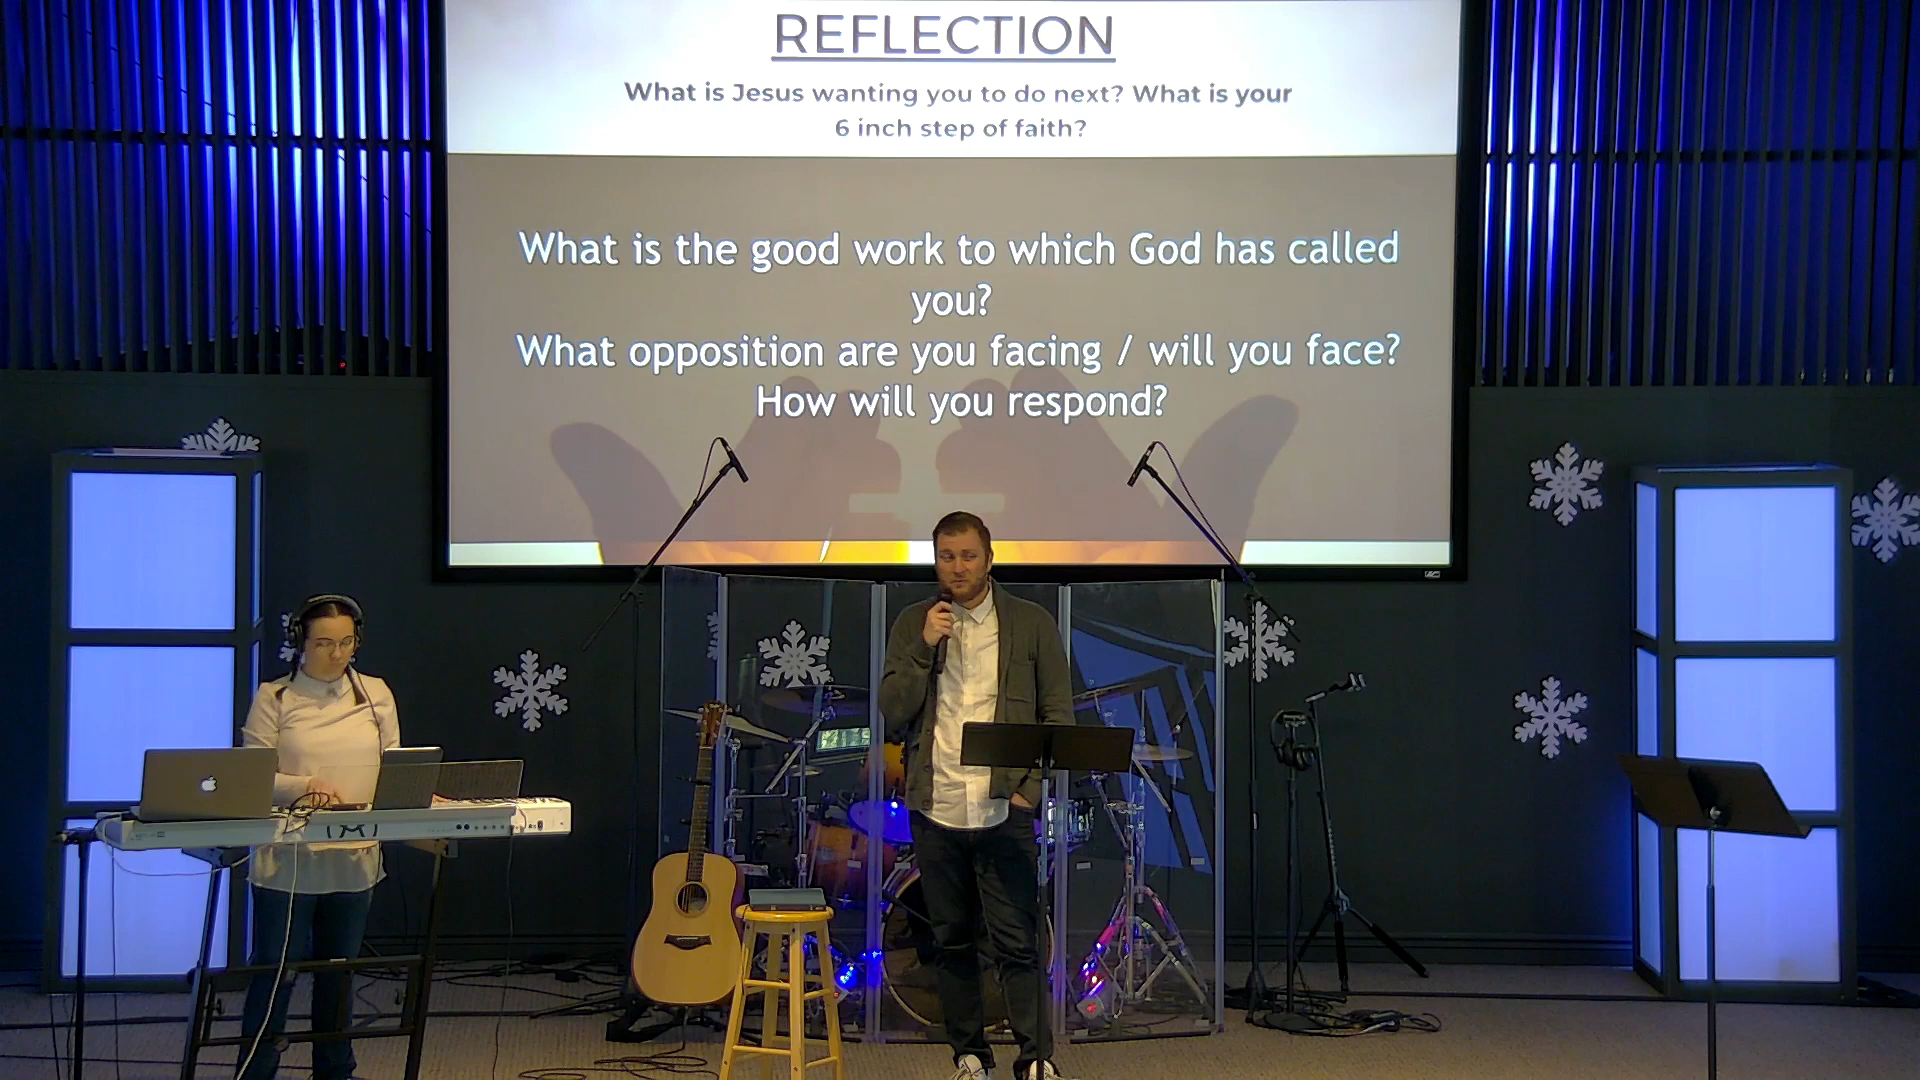 REFLECTION
What is Jesus wanting you to do next? What is your
6 inch step of faith?
What is the good work to which God has called
you?
What opposition are you facing / will you face?
How will you respond?